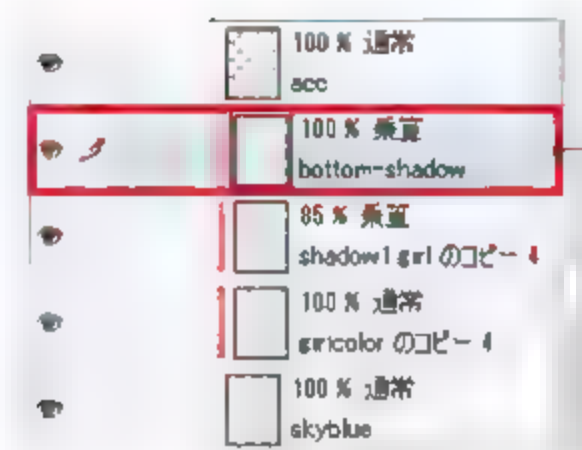 100 % 通常
acc
100 % 乗算
bottom-shadow
85 % 乗算
shadow1 girl のコピー 4
100 % 通常
girlcolor のコピー 4
100 % 通常
skyblue